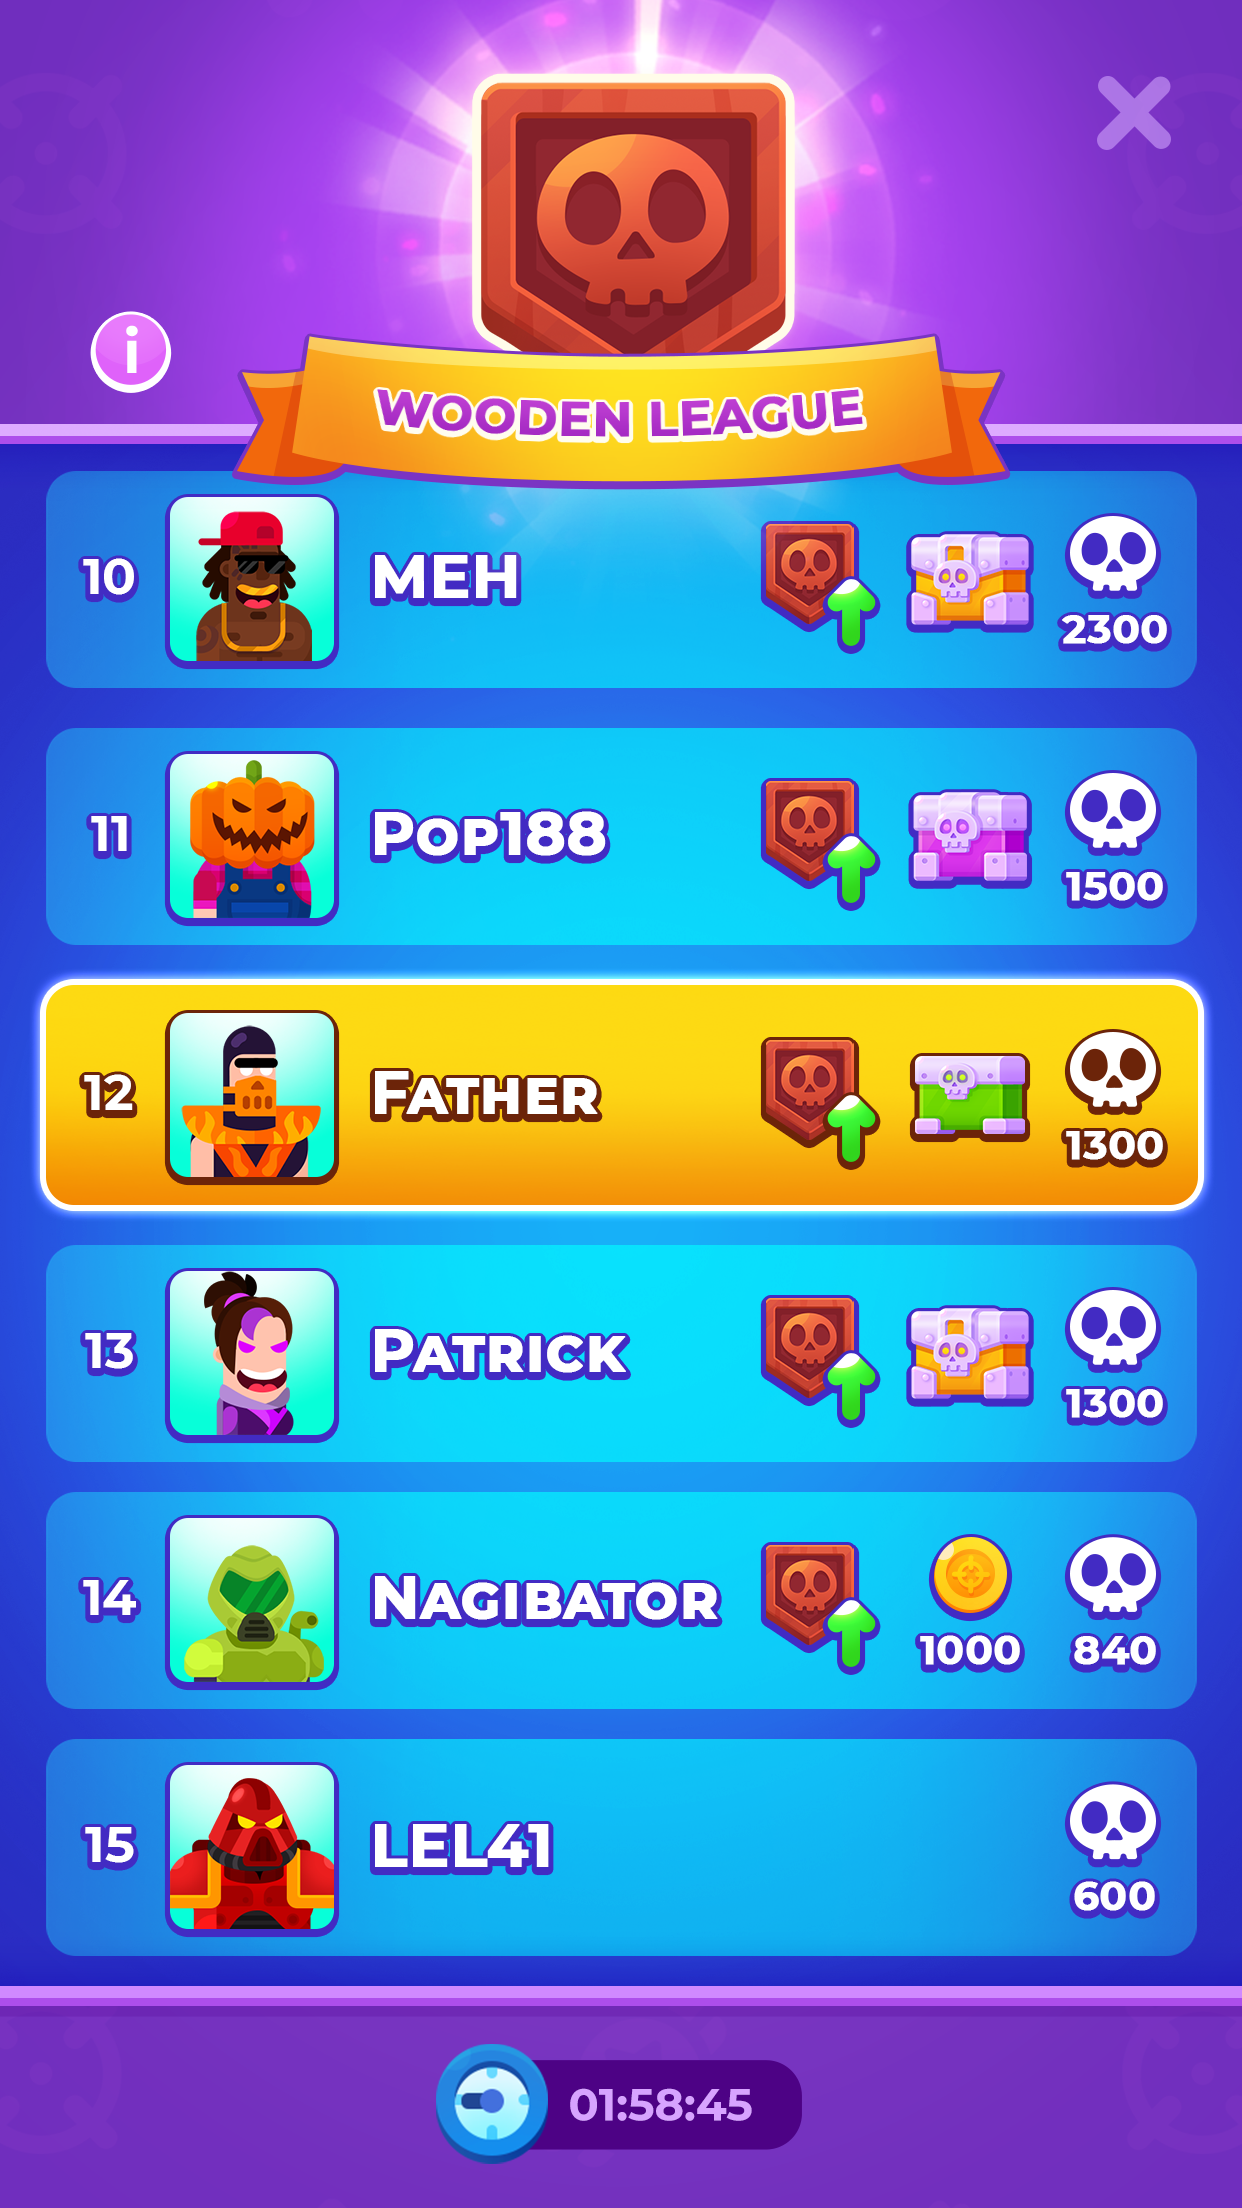 i
WOODEN LEAGUE
10 MEH 2300
11 POP188 1500
12 FATHER 1300
13 PATRICK 1300
14 NAGIBATOR 1000 840
15 LEL41 600
01:58:45